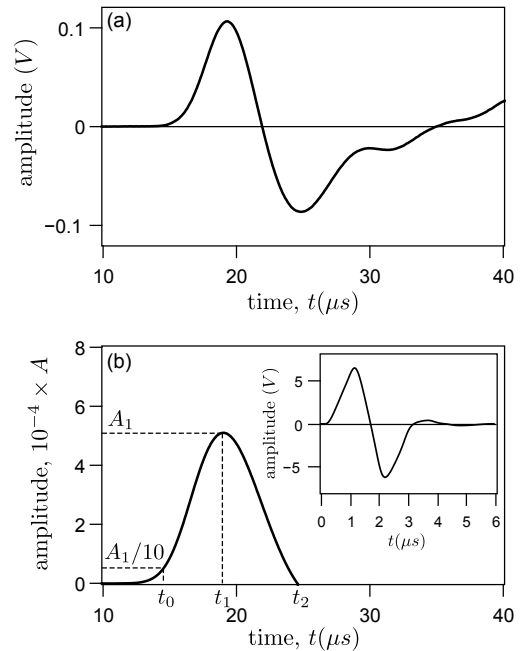 (a)
0.1
0
−0.1
amplitude (V)
10 20 30 40
time, t(μs)
(b)
8
6
4
2
0
amplitude, 10⁻⁴ × A
A₁
A₁/10
t₀ t₁ t₂
10 20 30 40
time, t(μs)
5
0
−5
amplitude (V)
0 1 2 3 4 5 6
t(μs)